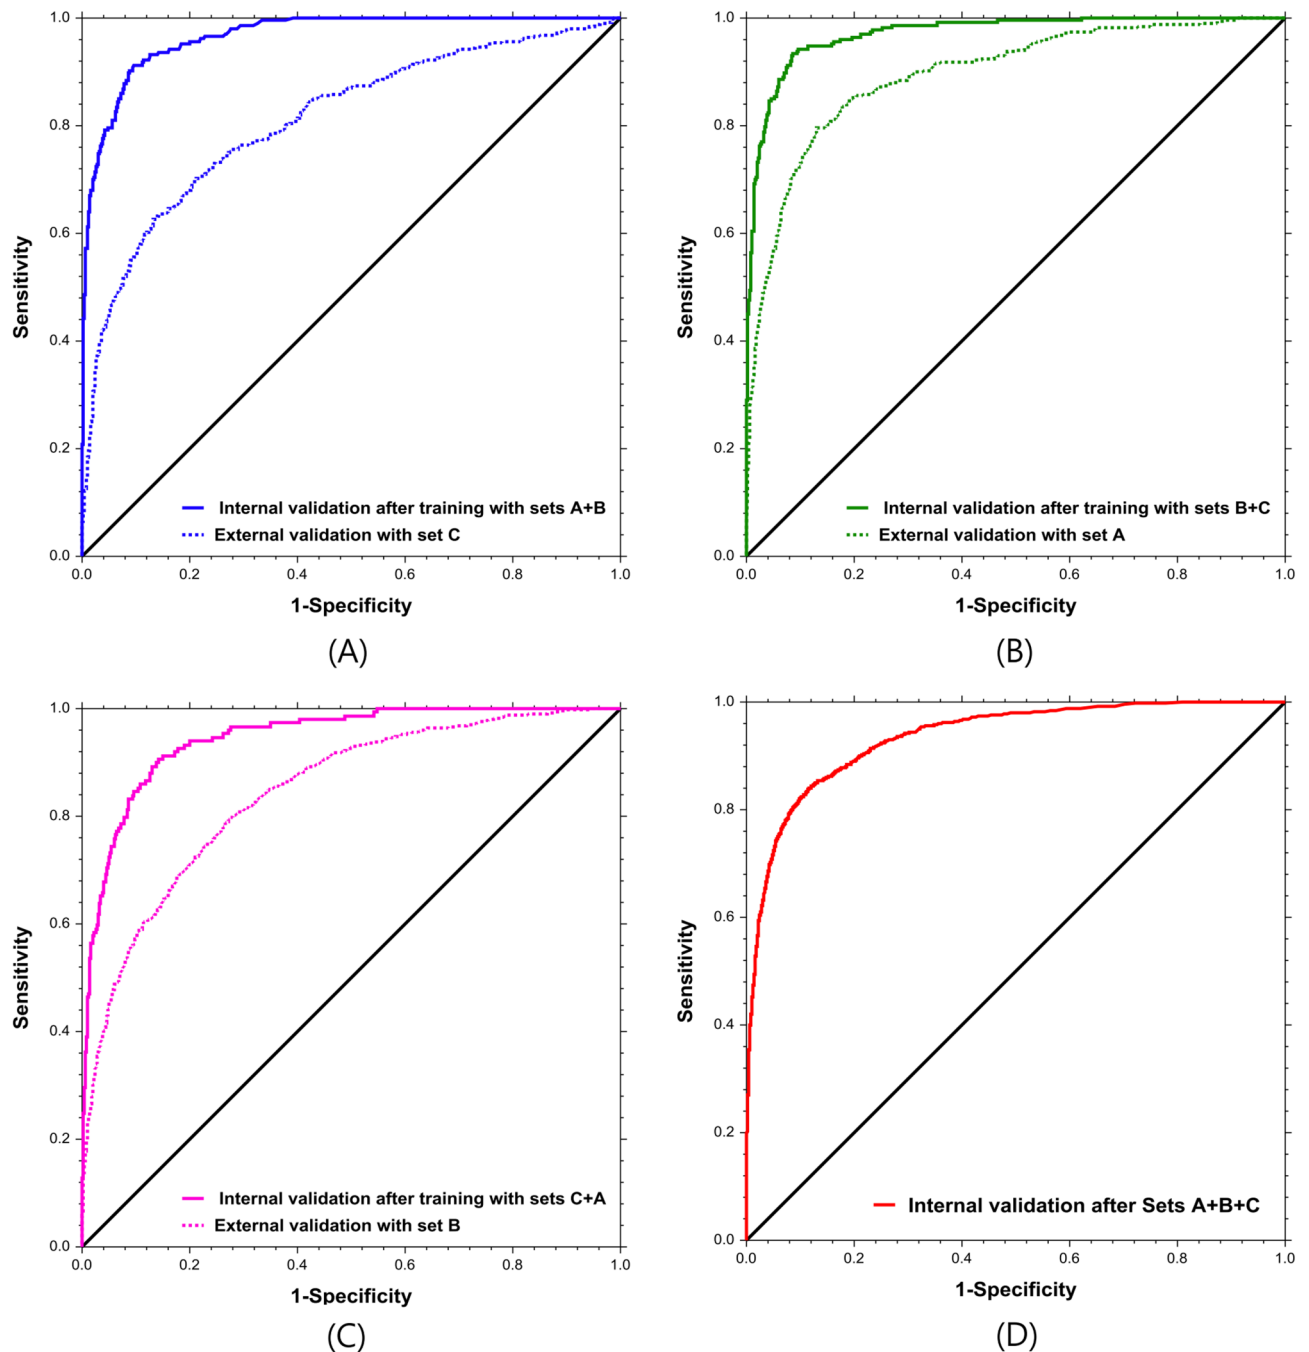 1.0
0.8
0.6
0.4
0.2
0.0
Sensitivity
Internal validation after training with sets A+B
External validation with set C
0.0 0.2 0.4 0.6 0.8 1.0
1-Specificity
(A)
1.0
0.8
0.6
0.4
0.2
0.0
Sensitivity
Internal validation after training with sets B+C
External validation with set A
0.0 0.2 0.4 0.6 0.8 1.0
1-Specificity
(B)
1.0
0.8
0.6
0.4
0.2
0.0
Sensitivity
Internal validation after training with sets C+A
External validation with set B
0.0 0.2 0.4 0.6 0.8 1.0
1-Specificity
(C)
1.0
0.8
0.6
0.4
0.2
0.0
Sensitivity
Internal validation after Sets A+B+C
0.0 0.2 0.4 0.6 0.8 1.0
1-Specificity
(D)